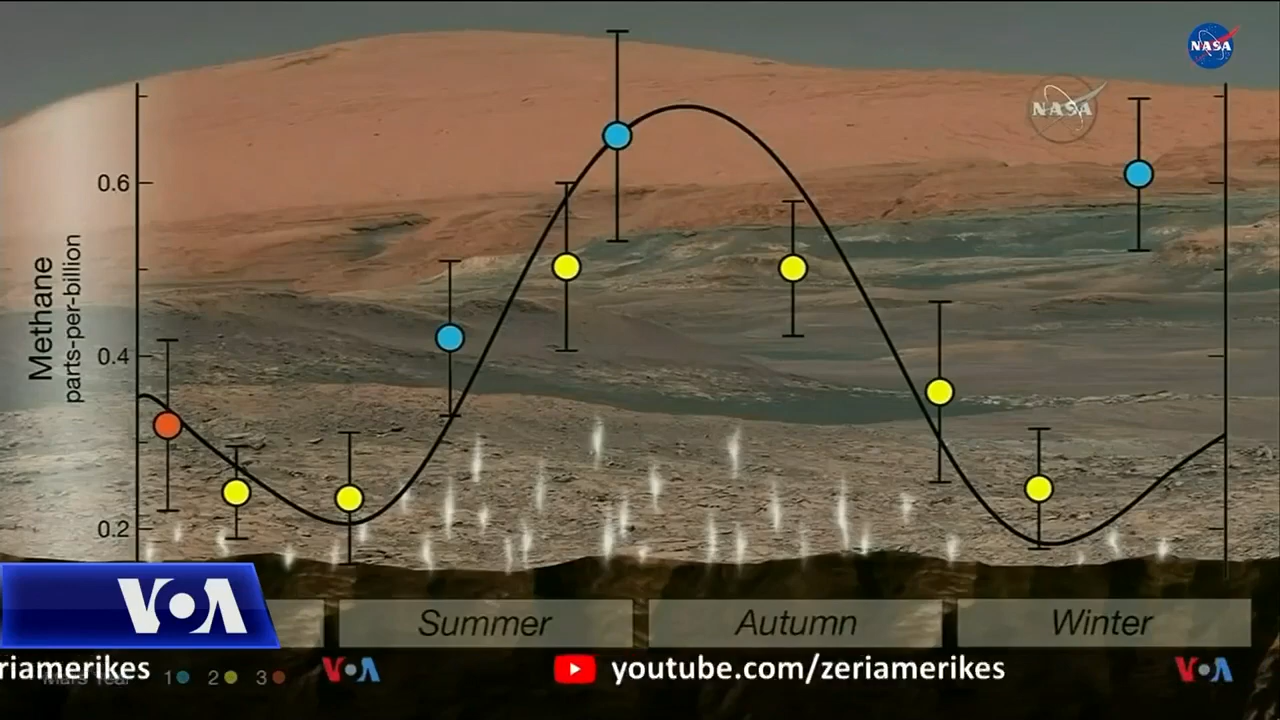 NASA
NASA
0.6
Methane
parts-per-billion
0.4
0.2
VOA
Summer
Autumn
Winter
riamerikes
VOA
youtube.com/zeriamerikes
VOA
Mars Year 1 2 3